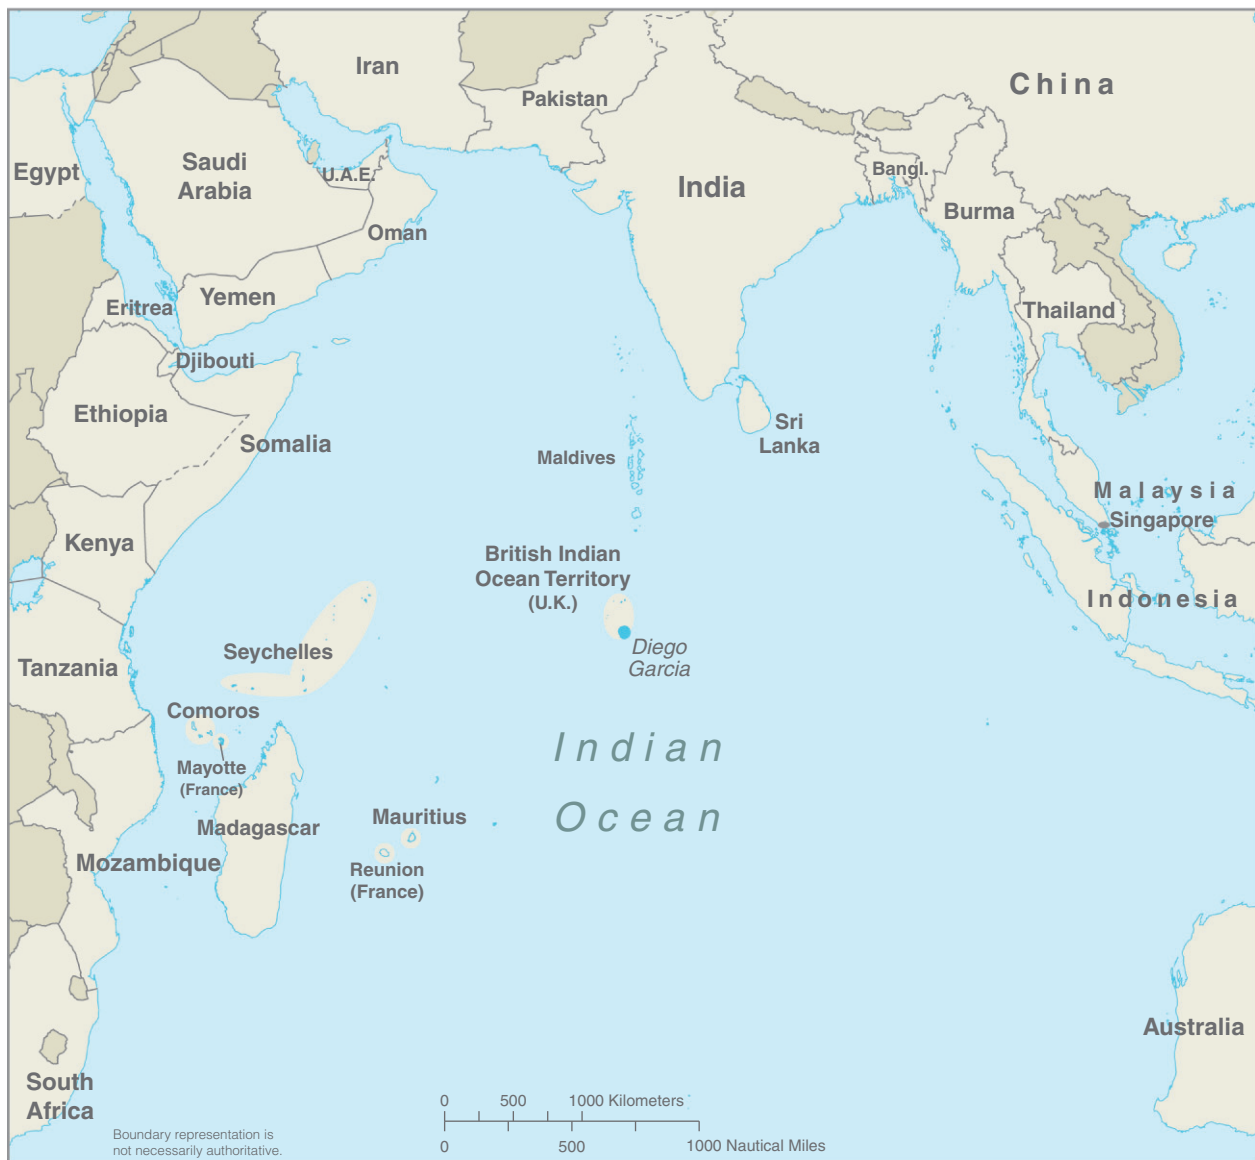 Iran
Pakistan
China
Egypt
Saudi
Arabia
U.A.E.
India
Bangl.
Burma
Oman
Yemen
Eritrea
Thailand
Djibouti
Ethiopia
Somalia
Sri
Lanka
Maldives
Malaysia
Singapore
Kenya
British Indian
Ocean Territory
(U.K.)
Indonesia
Diego
Garcia
Seychelles
Tanzania
Comoros
Mayotte
(France)
Indian
Ocean
Madagascar
Mauritius
Mozambique
Reunion
(France)
Australia
South
Africa
0 500 1000 Kilometers
0 500 1000 Nautical Miles
Boundary representation is
not necessarily authoritative.